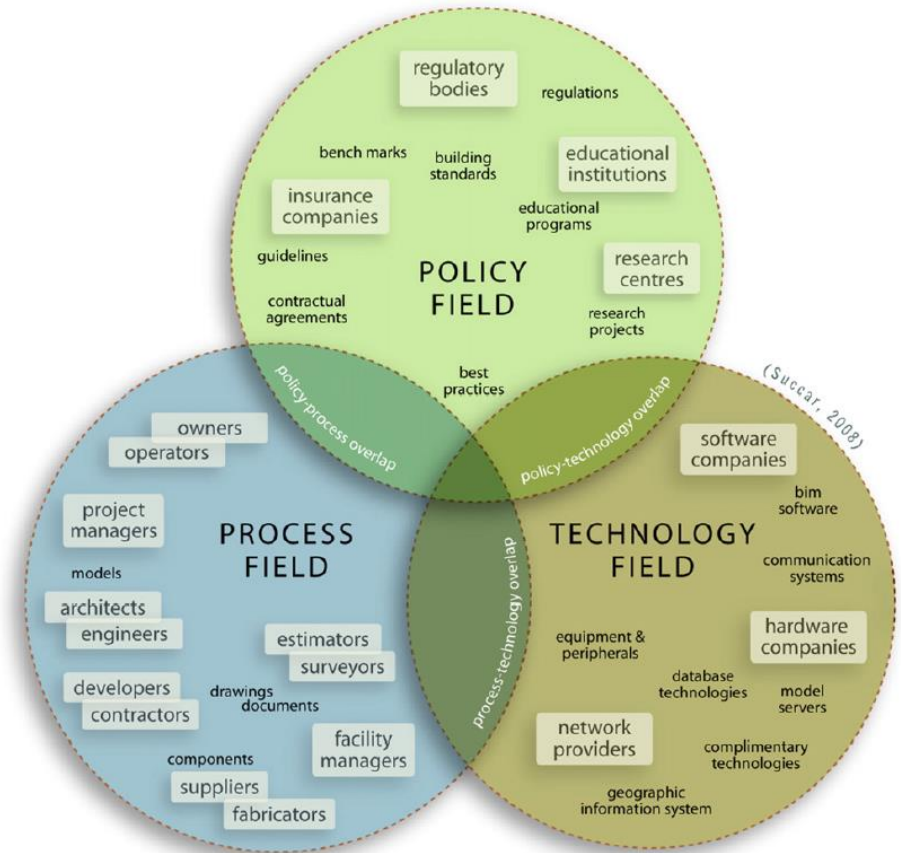 regulatory
bodies
regulations
bench marks
building
standards
educational
institutions
insurance
companies
educational
programs
guidelines
POLICY
FIELD
research
centres
contractual
agreements
research
projects
best
practices
policy-process overlap
policy-technology overlap
(Succar, 2008)
owners
operators
project
managers
PROCESS
FIELD
models
architects
engineers
estimators
surveyors
developers
contractors
drawings
documents
facility
managers
components
suppliers
fabricators
process-technology overlap
software
companies
bim
software
TECHNOLOGY
FIELD
communication
systems
equipment &
peripherals
hardware
companies
database
technologies
model
servers
network
providers
complimentary
technologies
geographic
information system